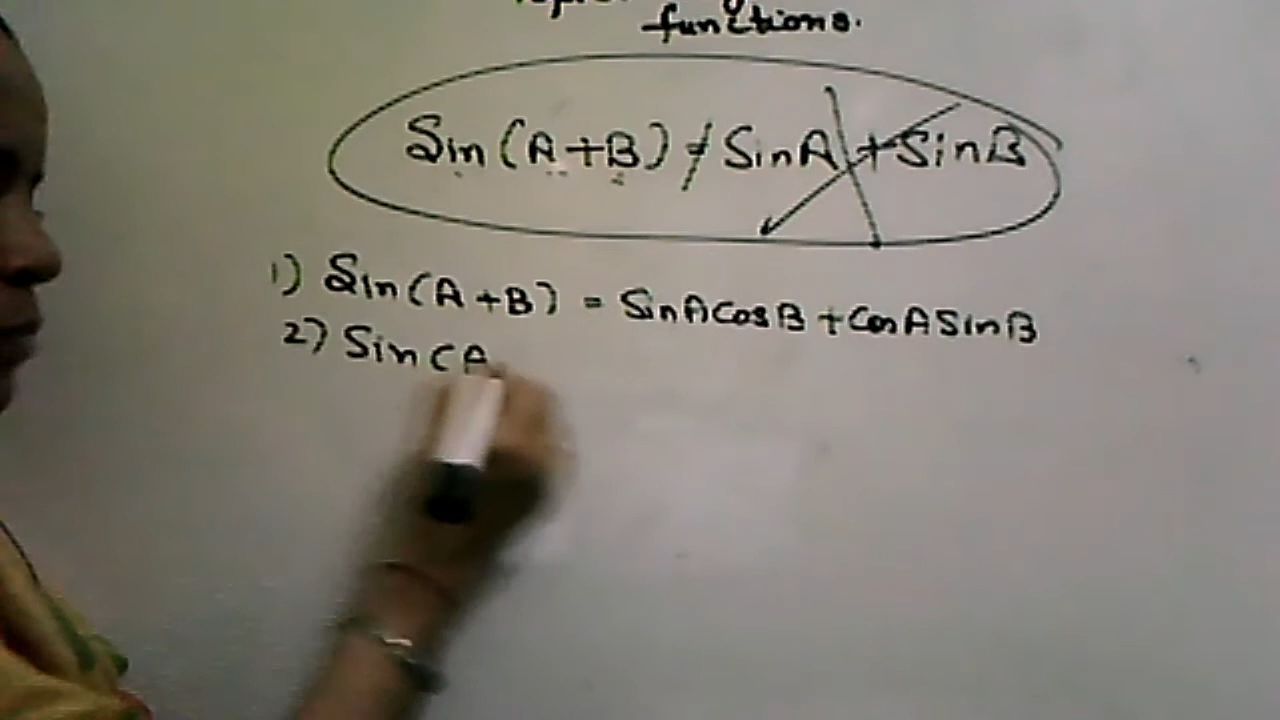 functions.
Sin(A+B) ≠ SinA + SinB
1) Sin(A+B) = SinACosB + CosASinB
2) Sin(A